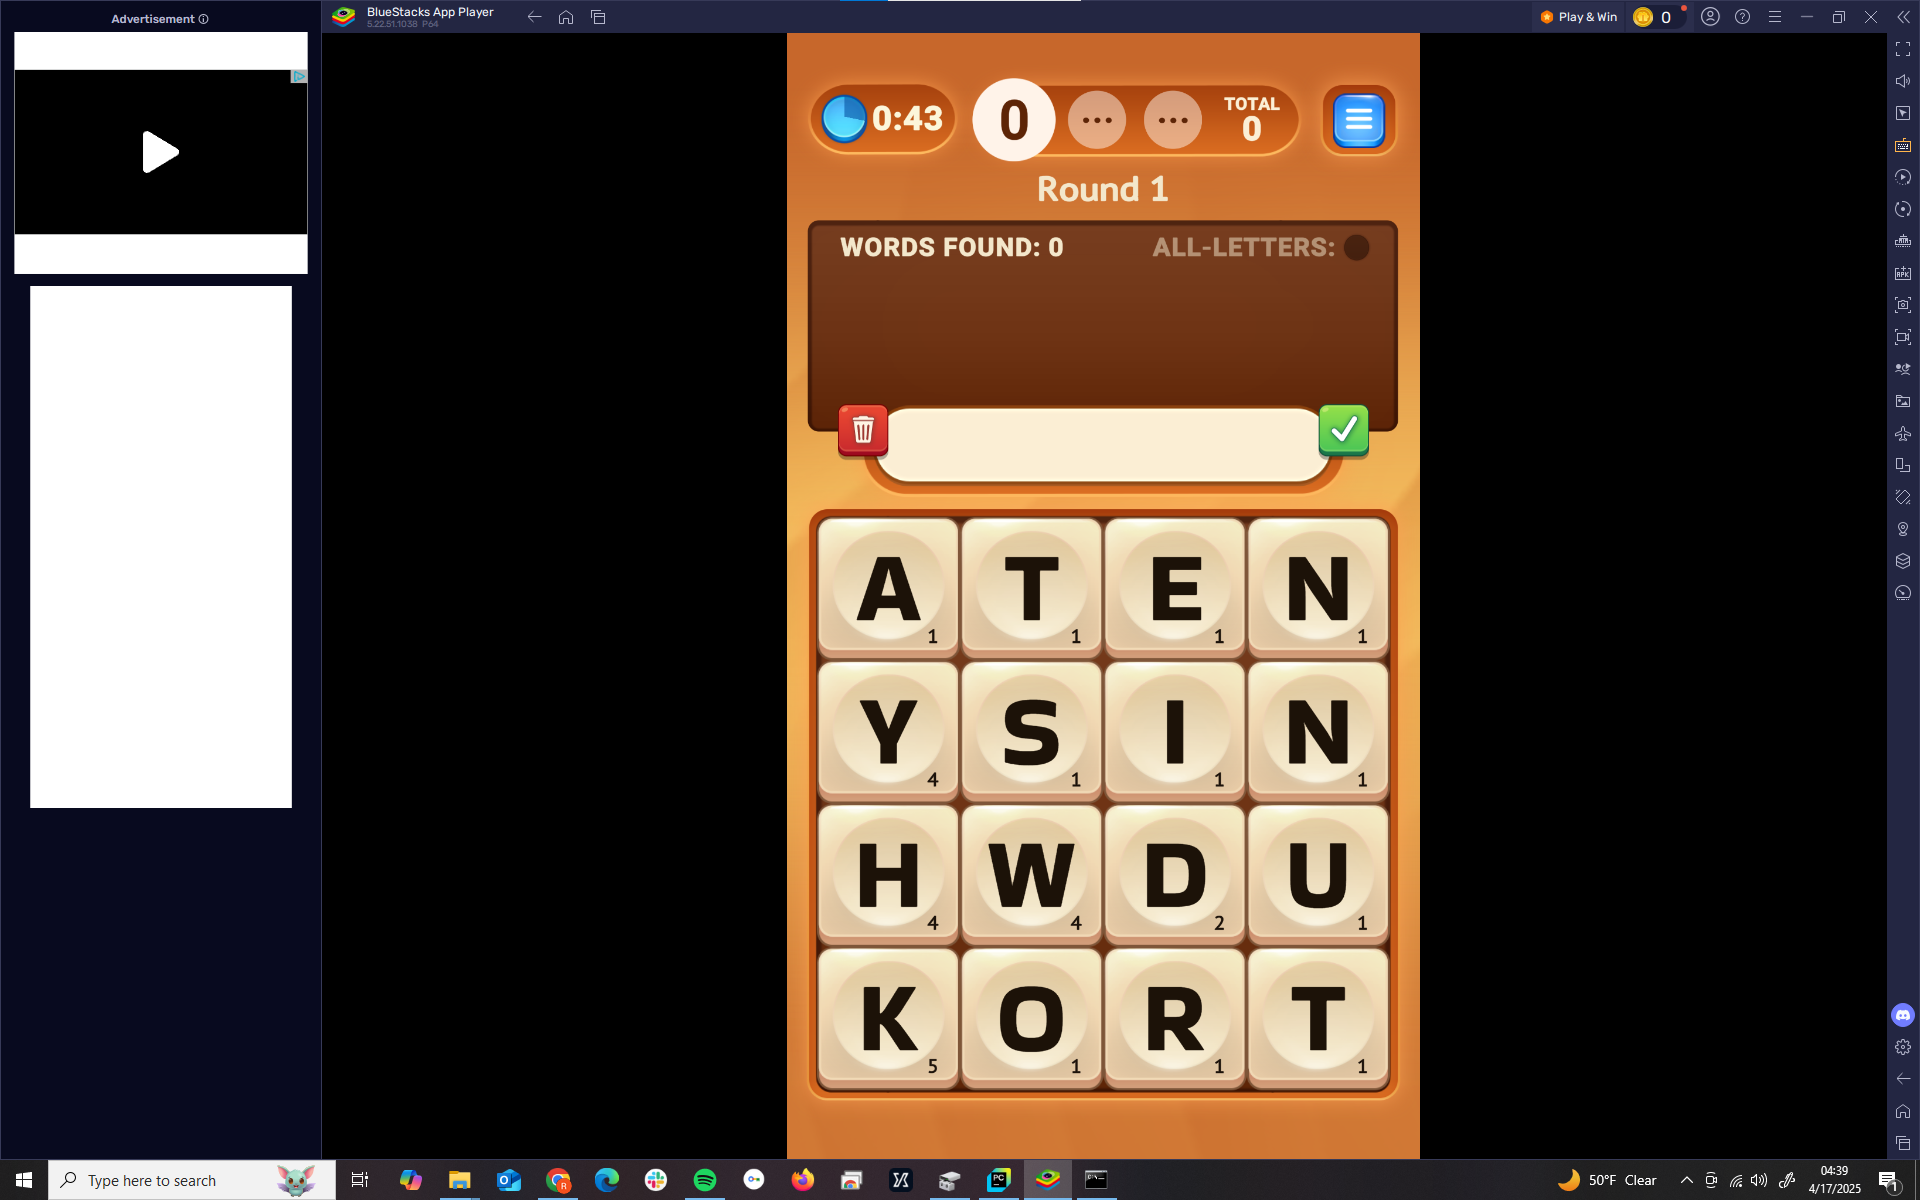 Advertisement
BlueStacks App Player
5.22.51.1038 P64
Play & Win
0
0:43
0
...
...
TOTAL
0
Round 1
WORDS FOUND: 0
ALL-LETTERS:
A 1 T 1 E 1 N 1
Y 4 S 1 I 1 N 1
H 4 W 4 D 2 U 1
K 5 O 1 R 1 T 1
Type here to search
50°F Clear
04:39
4/17/2025
1